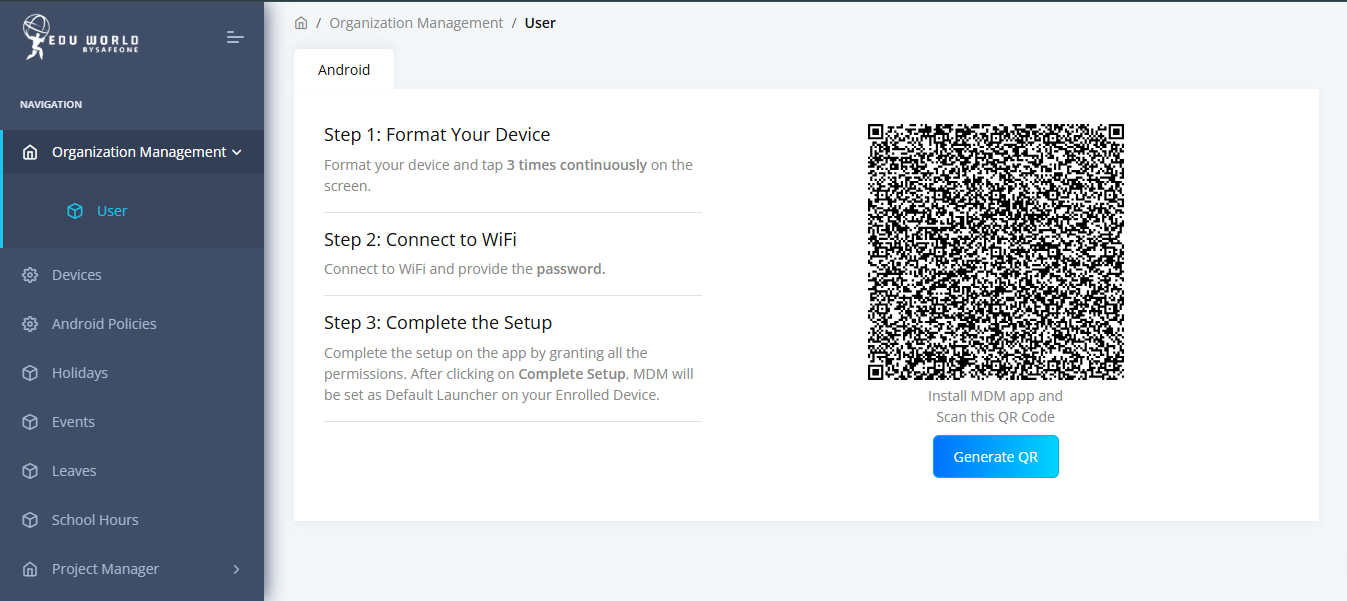 EDU WORLD
BYSAFEONE
NAVIGATION
Organization Management
User
Devices
Android Policies
Holidays
Events
Leaves
School Hours
Project Manager
/ Organization Management / User
Android
Step 1: Format Your Device
Format your device and tap 3 times continuously on the
screen.
Step 2: Connect to WiFi
Connect to WiFi and provide the password.
Step 3: Complete the Setup
Complete the setup on the app by granting all the
permissions. After clicking on Complete Setup, MDM will
be set as Default Launcher on your Enrolled Device.
Install MDM app and
Scan this QR Code
Generate QR